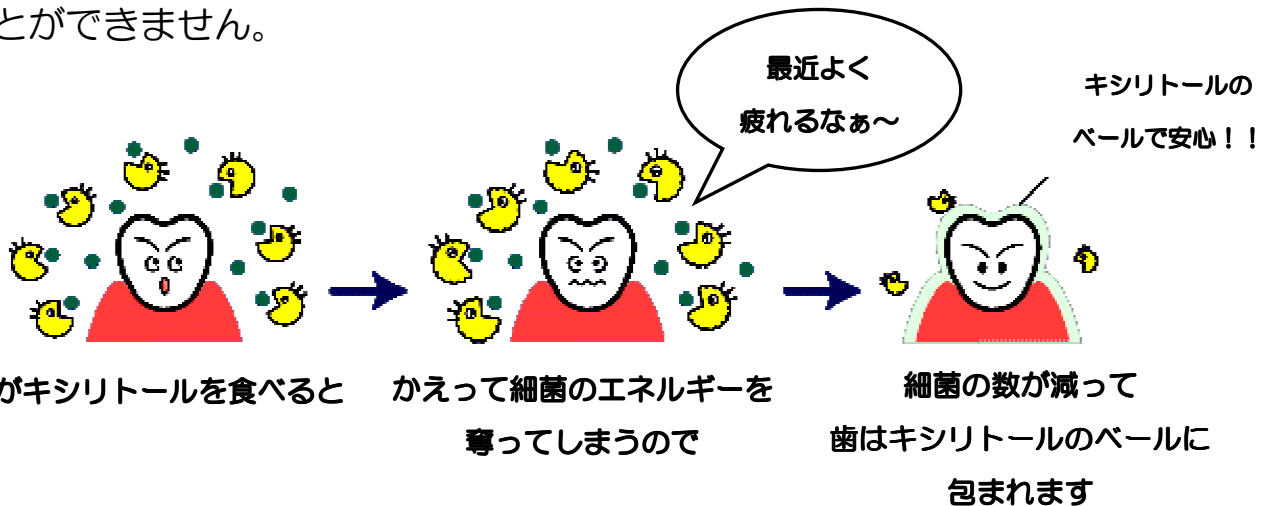 とができません。
最近よく
疲れるなぁ～
キシリトールの
ベールで安心！！
がキシリトールを食べると
かえって細菌のエネルギーを
奪ってしまうので
細菌の数が減って
歯はキシリトールのベールに
包まれます